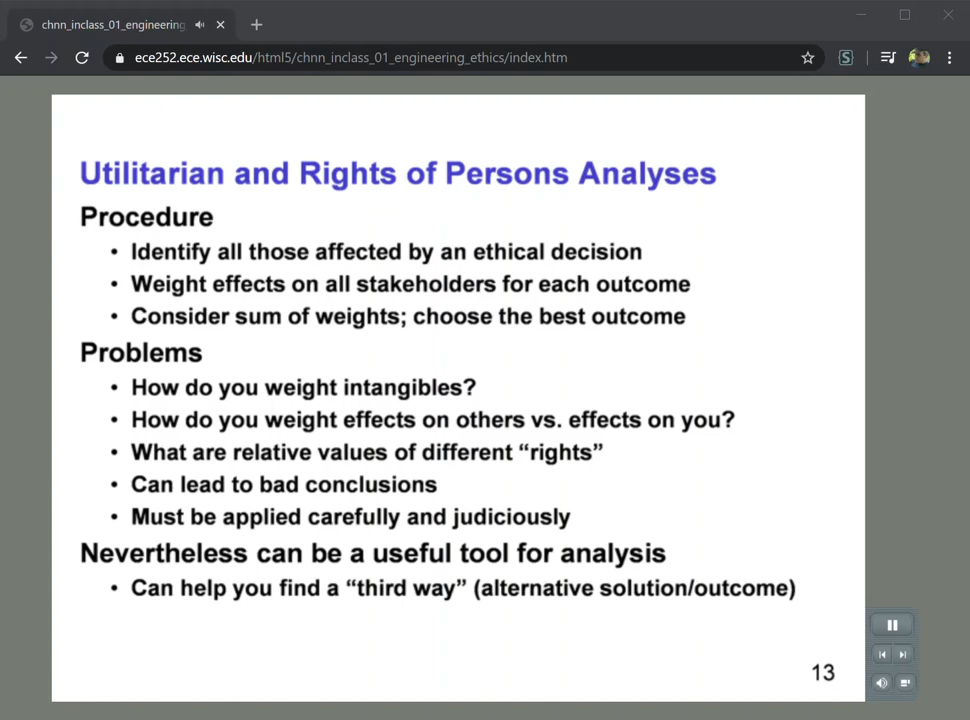 chnn_inclass_01_engineering
ece252.ece.wisc.edu/html5/chnn_inclass_01_engineering_ethics/index.htm
Utilitarian and Rights of Persons Analyses
Procedure
• Identify all those affected by an ethical decision
• Weight effects on all stakeholders for each outcome
• Consider sum of weights; choose the best outcome
Problems
• How do you weight intangibles?
• How do you weight effects on others vs. effects on you?
• What are relative values of different “rights”
• Can lead to bad conclusions
• Must be applied carefully and judiciously
Nevertheless can be a useful tool for analysis
• Can help you find a “third way” (alternative solution/outcome)
13